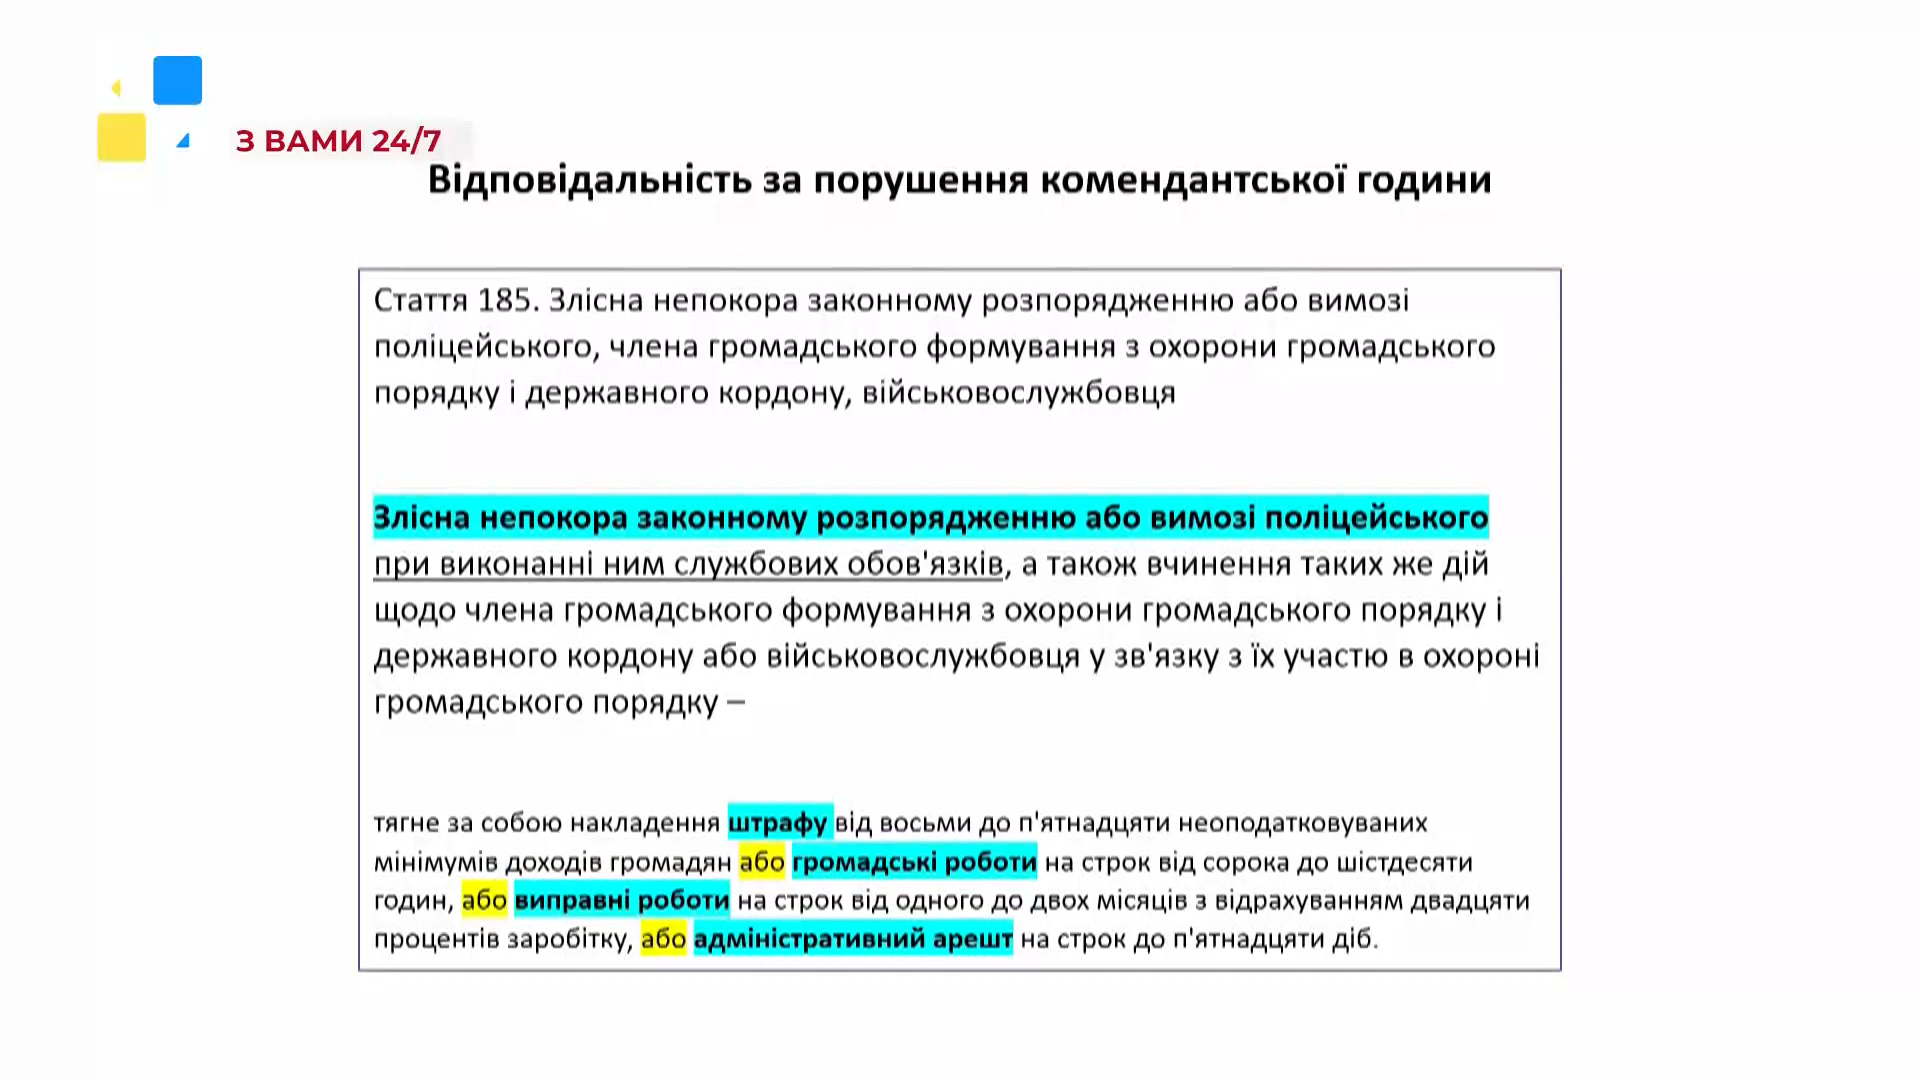 З ВАМИ 24/7
Відповідальність за порушення комендантської години
Стаття 185. Злісна непокора законному розпорядженню або вимозі
поліцейського, члена громадського формування з охорони громадського
порядку і державного кордону, військовослужбовця
Злісна непокора законному розпорядженню або вимозі поліцейського
при виконанні ним службових обов'язків, а також вчинення таких же дій
щодо члена громадського формування з охорони громадського порядку і
державного кордону або військовослужбовця у зв'язку з їх участю в охороні
громадського порядку –
тягне за собою накладення штрафу від восьми до п'ятнадцяти неоподатковуваних
мінімумів доходів громадян або громадські роботи на строк від сорока до шістдесяти
годин, або виправні роботи на строк від одного до двох місяців з відрахуванням двадцяти
процентів заробітку, або адміністративний арешт на строк до п'ятнадцяти діб.